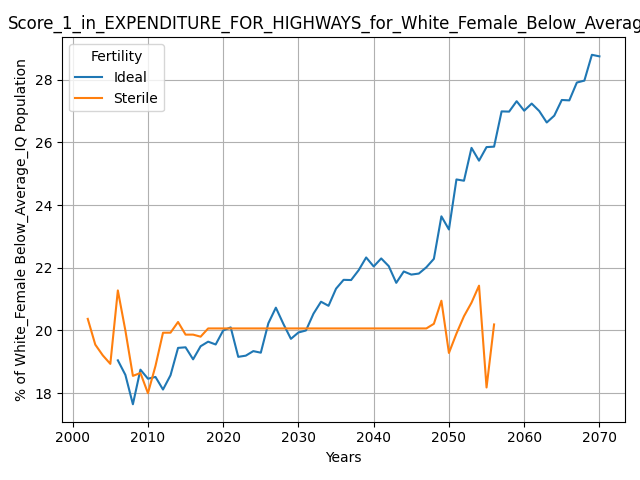 Score_1_in_EXPENDITURE_FOR_HIGHWAYS_for_White_Female_Below_Averag
Fertility
Ideal
Sterile
% of White_Female Below_Average_IQ Population
28
26
24
22
20
18
2000 2010 2020 2030 2040 2050 2060 2070
Years